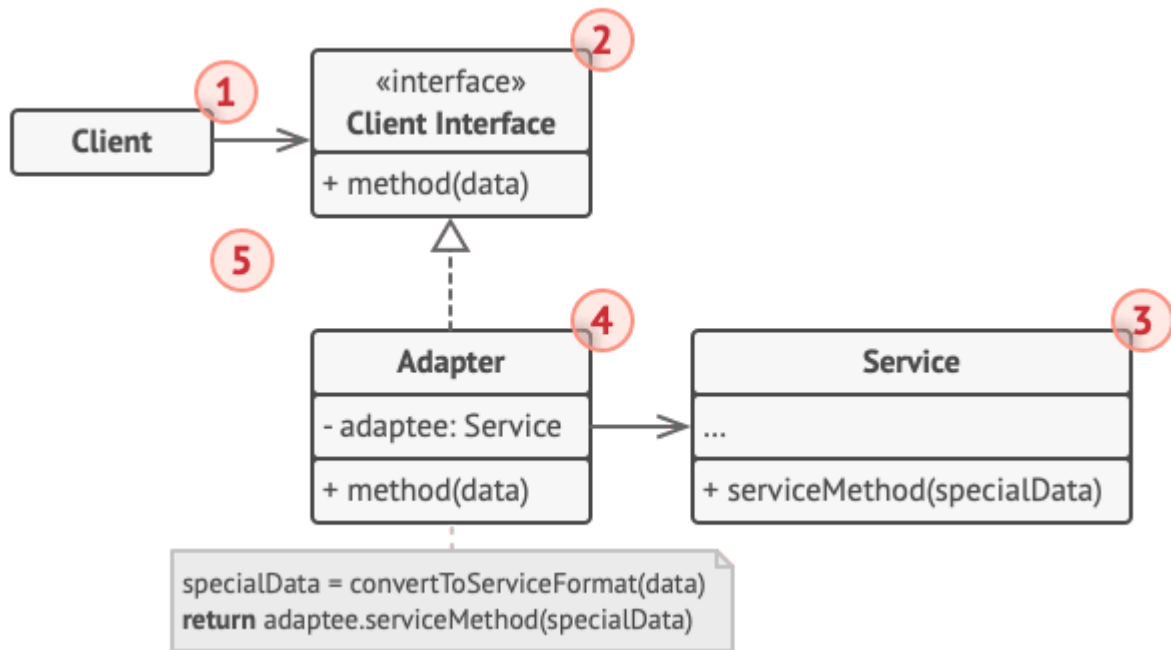 1
Client
2
«interface»
Client Interface
+ method(data)
5
4
Adapter
- adaptee: Service
+ method(data)
3
Service
...
+ serviceMethod(specialData)
specialData = convertToServiceFormat(data)
return adaptee.serviceMethod(specialData)